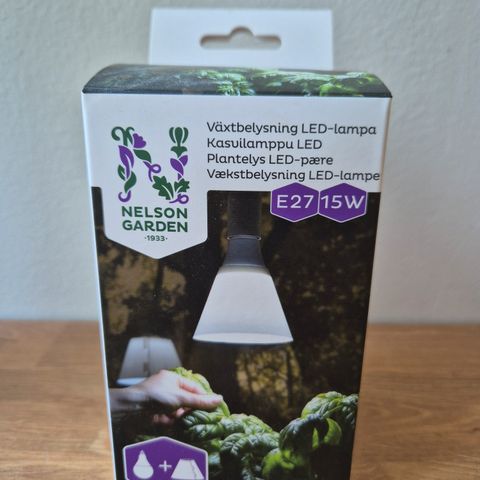 Växtbelysning LED-lampa
Kasvilamppu LED
Plantelys LED-pære
Vækstbelysning LED-lampe
E27 15W
NELSON
GARDEN
·1933·